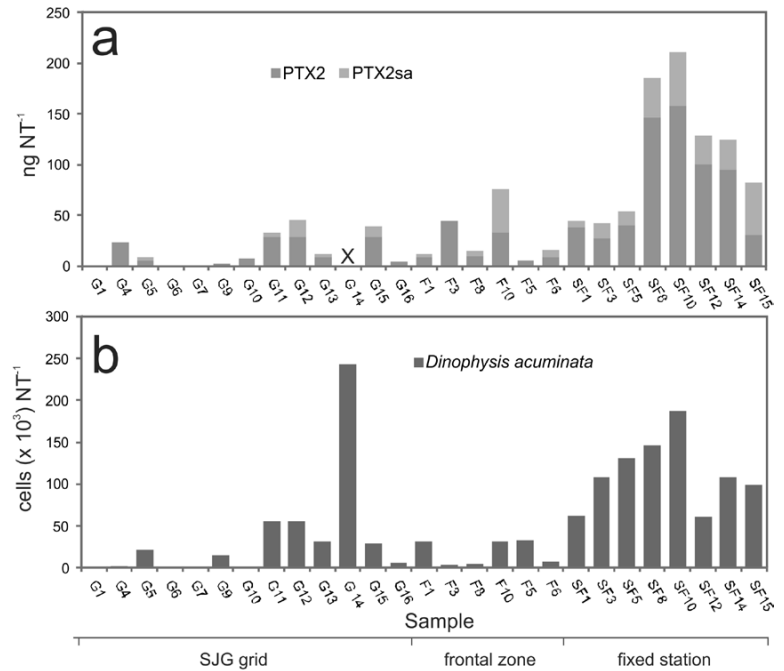 a
250
200
150
100
50
0
ng NT⁻¹
PTX2 PTX2sa
X
G1 G4 G5 G6 G7 G9 G10 G11 G12 G13 G 14 G15 G16 F1 F3 F8 F10 F5 F6 SF1 SF3 SF5 SF8 SF10 SF12 SF14 SF15
b
300
250
200
150
100
50
0
cells (x 10³) NT⁻¹
Dinophysis acuminata
G1 G4 G5 G6 G7 G9 G10 G11 G12 G13 G 14 G15 G16 F1 F3 F8 F10 F5 F6 SF1 SF3 SF5 SF8 SF10 SF12 SF14 SF15
Sample
SJG grid frontal zone fixed station